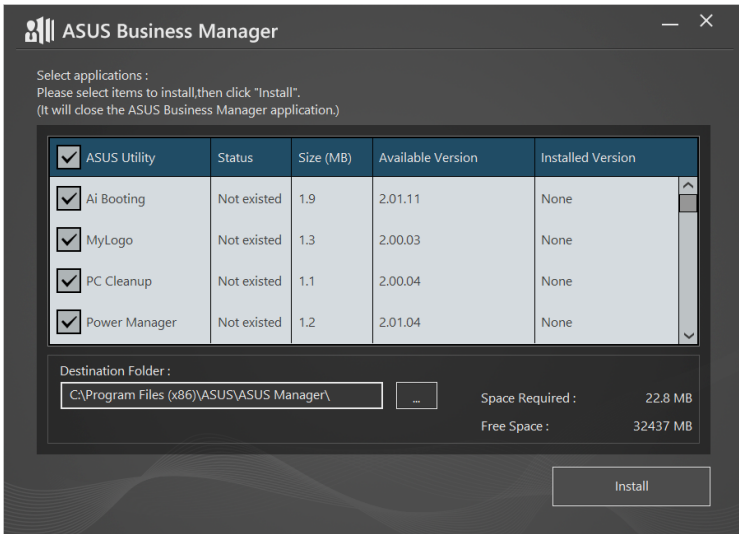 ASUS Business Manager
Select applications :
Please select items to install,then click "Install".
(It will close the ASUS Business Manager application.)
ASUS Utility Status Size (MB) Available Version Installed Version
Ai Booting Not existed 1.9 2.01.11 None
MyLogo Not existed 1.3 2.00.03 None
PC Cleanup Not existed 1.1 2.00.04 None
Power Manager Not existed 1.2 2.01.04 None
Destination Folder :
C:\Program Files (x86)\ASUS\ASUS Manager\ ... Space Required : 22.8 MB
Free Space : 32437 MB
Install